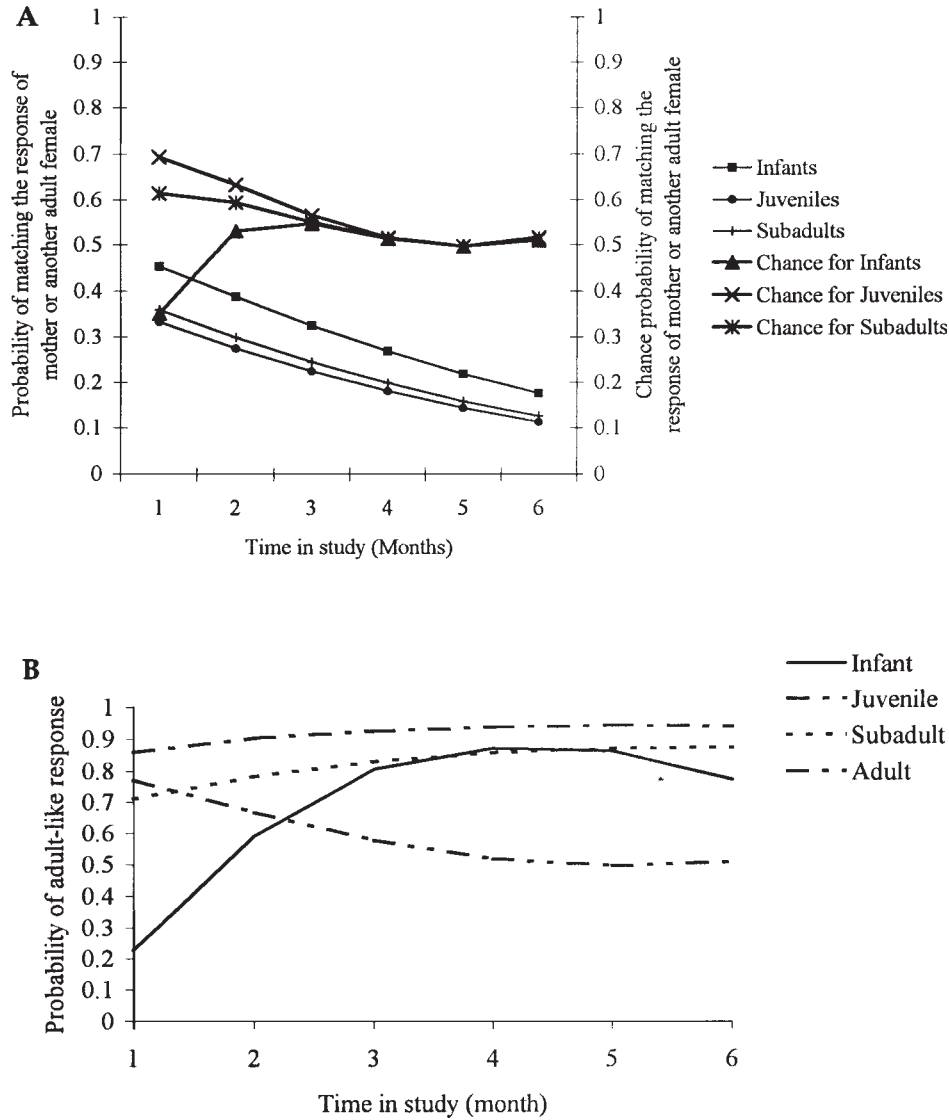 A
Probability of matching the response of
mother or another adult female
1
0.9
0.8
0.7
0.6
0.5
0.4
0.3
0.2
0.1
0
1
0.9
0.8
0.7
0.6
0.5
0.4
0.3
0.2
0.1
0
Chance probability of matching the
response of mother or another adult female
1 2 3 4 5 6
Time in study (Months)
Infants
Juveniles
Subadults
Chance for Infants
Chance for Juveniles
Chance for Subadults
B
Probability of adult-like response
1
0.9
0.8
0.7
0.6
0.5
0.4
0.3
0.2
0.1
0
1 2 3 4 5 6
Time in study (month)
Infant
Juvenile
Subadult
Adult